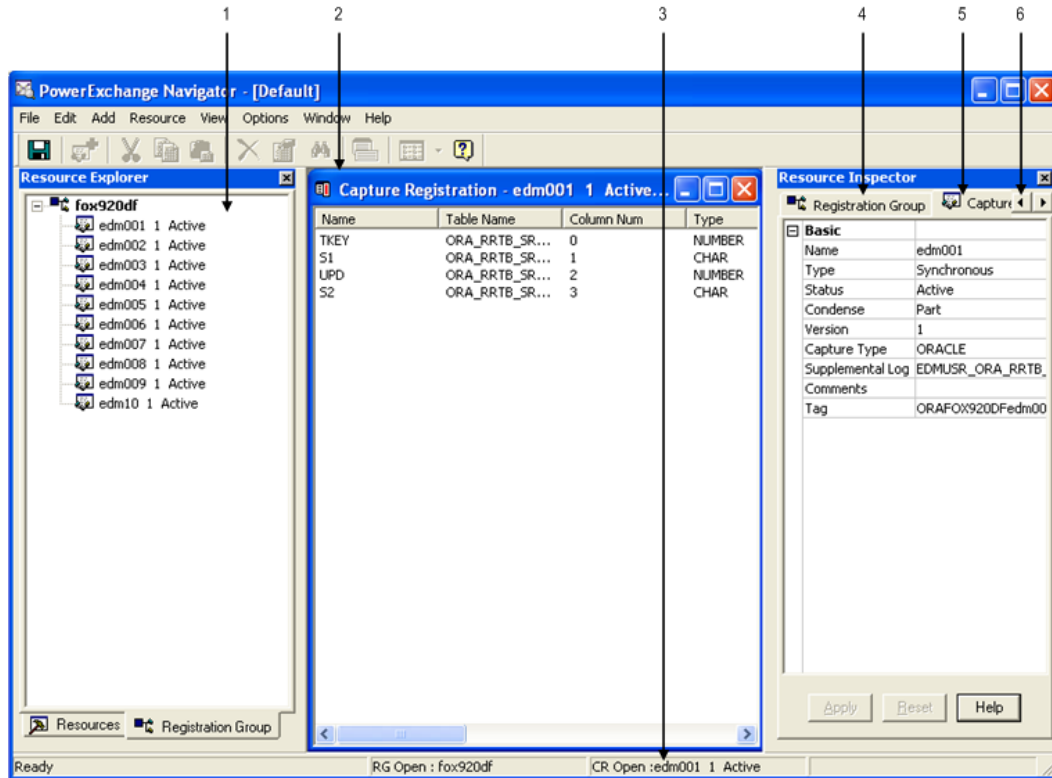 1 2 3 4 5 6
PowerExchange Navigator - [Default]
File Edit Add Resource View Options Window Help
Resource Explorer
fox920df
edm001 1 Active
edm002 1 Active
edm003 1 Active
edm004 1 Active
edm005 1 Active
edm006 1 Active
edm007 1 Active
edm008 1 Active
edm009 1 Active
edm10 1 Active
Resources Registration Group
Capture Registration - edm001 1 Active...
Name Table Name Column Num Type
TKEY ORA_RRTB_SR... 0 NUMBER
S1 ORA_RRTB_SR... 1 CHAR
UPD ORA_RRTB_SR... 2 NUMBER
S2 ORA_RRTB_SR... 3 CHAR
Resource Inspector
Registration Group Capture
Basic
Name edm001
Type Synchronous
Status Active
Condense Part
Version 1
Capture Type ORACLE
Supplemental Log EDMUSR_ORA_RRTB_
Comments
Tag ORAFOX920DFedm00
Apply Reset Help
Ready RG Open : fox920df CR Open :edm001 1 Active